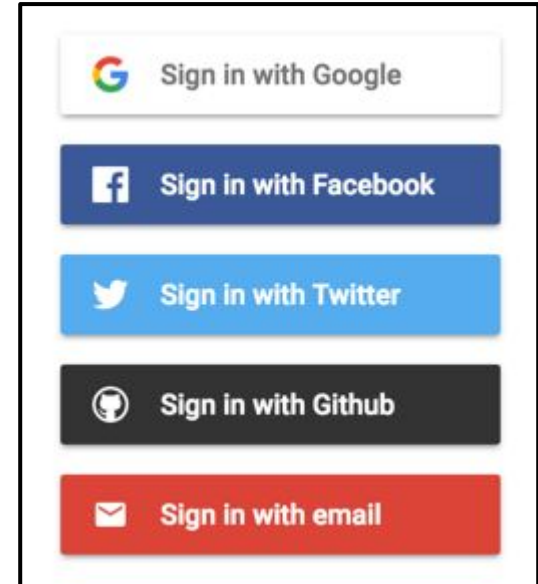 Sign in with Google
Sign in with Facebook
Sign in with Twitter
Sign in with Github
Sign in with email